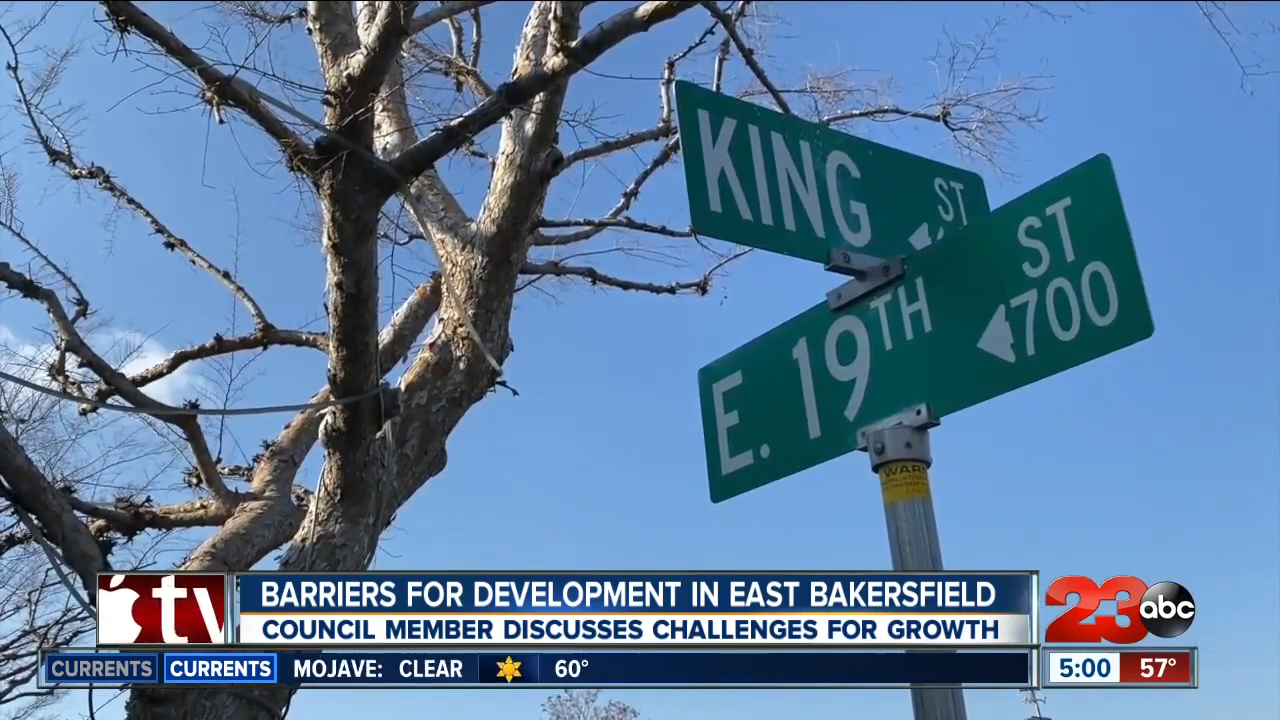 KING ST
E. 19TH ST
700
WARN
BARRIERS FOR DEVELOPMENT IN EAST BAKERSFIELD
COUNCIL MEMBER DISCUSSES CHALLENGES FOR GROWTH
tv
23 abc
CURRENTS CURRENTS MOJAVE: CLEAR 60°
5:00 57°